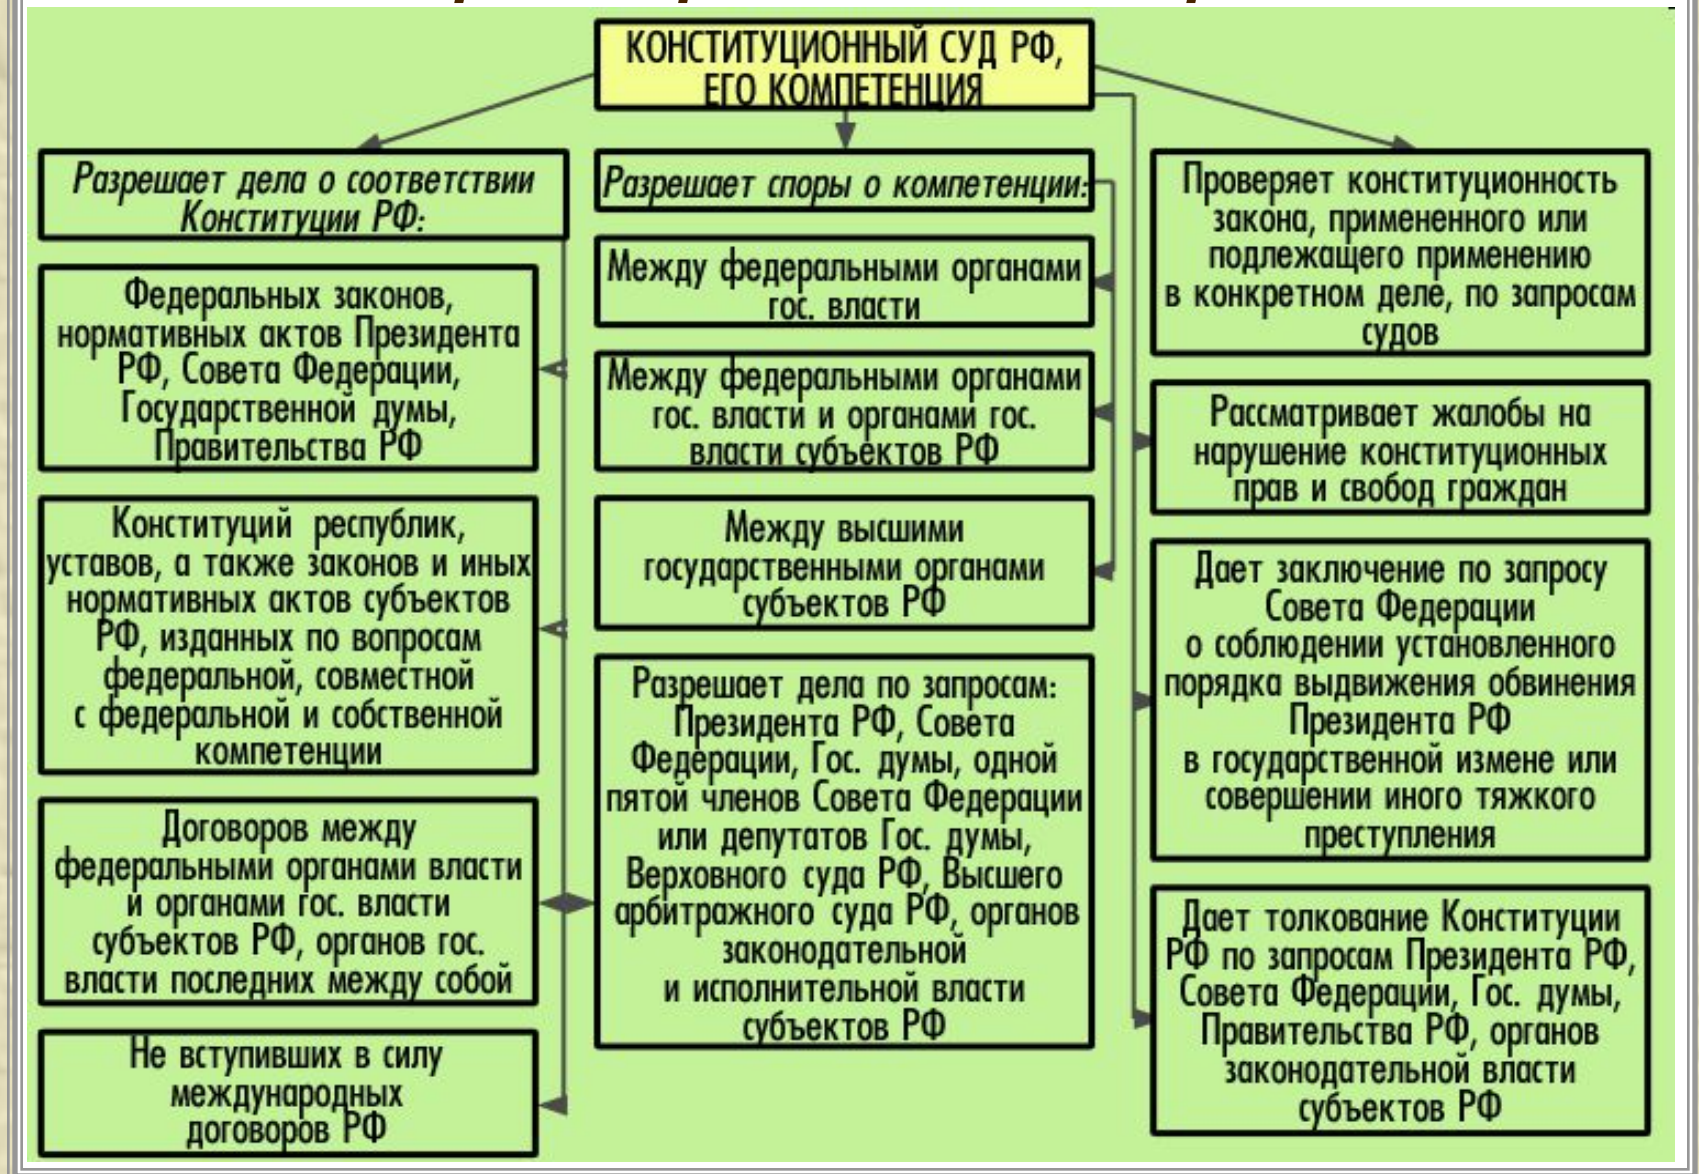 КОНСТИТУЦИОННЫЙ СУД РФ,
ЕГО КОМПЕТЕНЦИЯ
Разрешает дела о соответствии
Конституции РФ:
Федеральных законов,
нормативных актов Президента
РФ, Совета Федерации,
Государственной думы,
Правительства РФ
Конституций республик,
уставов, а также законов и иных
нормативных актов субъектов
РФ, изданных по вопросам
федеральной, совместной
с федеральной и собственной
компетенции
Договоров между
федеральными органами власти
и органами гос. власти
субъектов РФ, органов гос.
власти последних между собой
Не вступивших в силу
международных
договоров РФ
Разрешает споры о компетенции:
Между федеральными органами
гос. власти
Между федеральными органами
гос. власти и органами гос.
власти субъектов РФ
Между высшими
государственными органами
субъектов РФ
Разрешает дела по запросам:
Президента РФ, Совета
Федерации, Гос. думы, одной
пятой членов Совета Федерации
или депутатов Гос. думы,
Верховного суда РФ, Высшего
арбитражного суда РФ, органов
законодательной
и исполнительной власти
субъектов РФ
Проверяет конституционность
закона, примененного или
подлежащего применению
в конкретном деле, по запросам
судов
Рассматривает жалобы на
нарушение конституционных
прав и свобод граждан
Дает заключение по запросу
Совета Федерации
о соблюдении установленного
порядка выдвижения обвинения
Президента РФ
в государственной измене или
совершении иного тяжкого
преступления
Дает толкование Конституции
РФ по запросам Президента РФ,
Совета Федерации, Гос. думы,
Правительства РФ, органов
законодательной власти
субъектов РФ